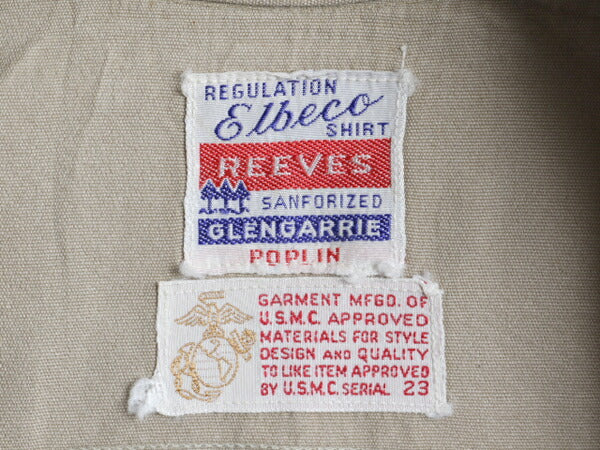 REGULATION
Elbeco
SHIRT
REEVES
SANFORIZED
GLENGARRIE
POPLIN
GARMENT MFGD. OF
U.S.M.C. APPROVED
MATERIALS FOR STYLE
DESIGN AND QUALITY
TO LIKE ITEM APPROVED
BY U.S.M.C. SERIAL 23